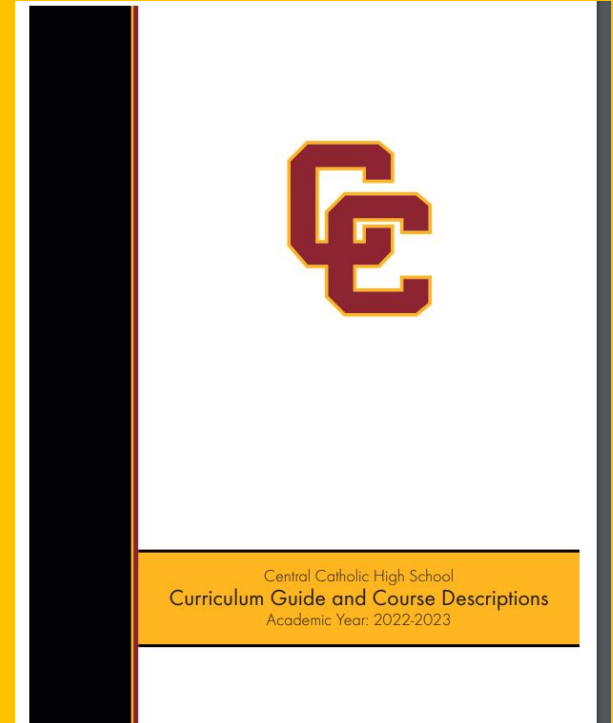 CC
Central Catholic High School
Curriculum Guide and Course Descriptions
Academic Year: 2022-2023